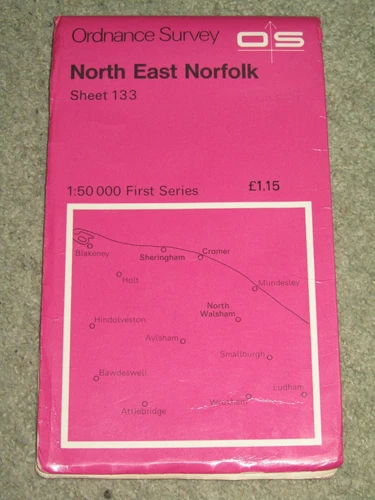 Ordnance Survey OS
North East Norfolk
Sheet 133
1:50 000 First Series £1.15
Blakeney
Sheringham
Cromer
Holt
Mundesley
North
Walsham
Hindolveston
Aylsham
Smallburgh
Bawdeswell
Ludham
Wroxham
Attlebridge